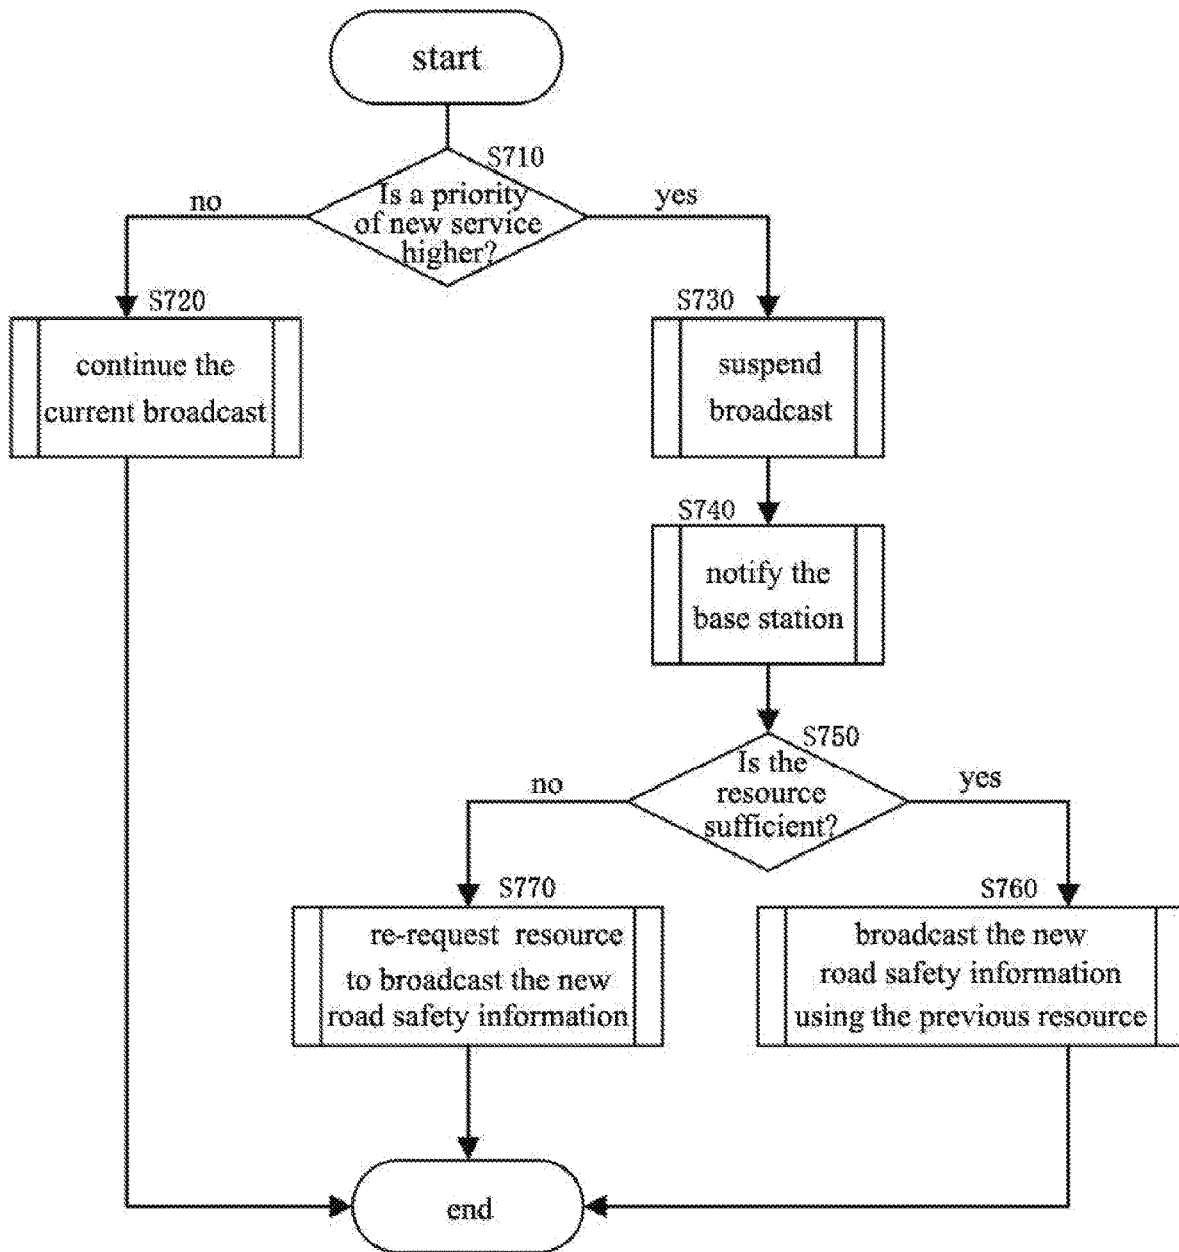 start
S710
Is a priority
of new service
higher?
no
yes
S720
continue the
current broadcast
S730
suspend
broadcast
S740
notify the
base station
S750
Is the
resource
sufficient?
no
yes
S770
re-request resource
to broadcast the new
road safety information
S760
broadcast the new
road safety information
using the previous resource
end